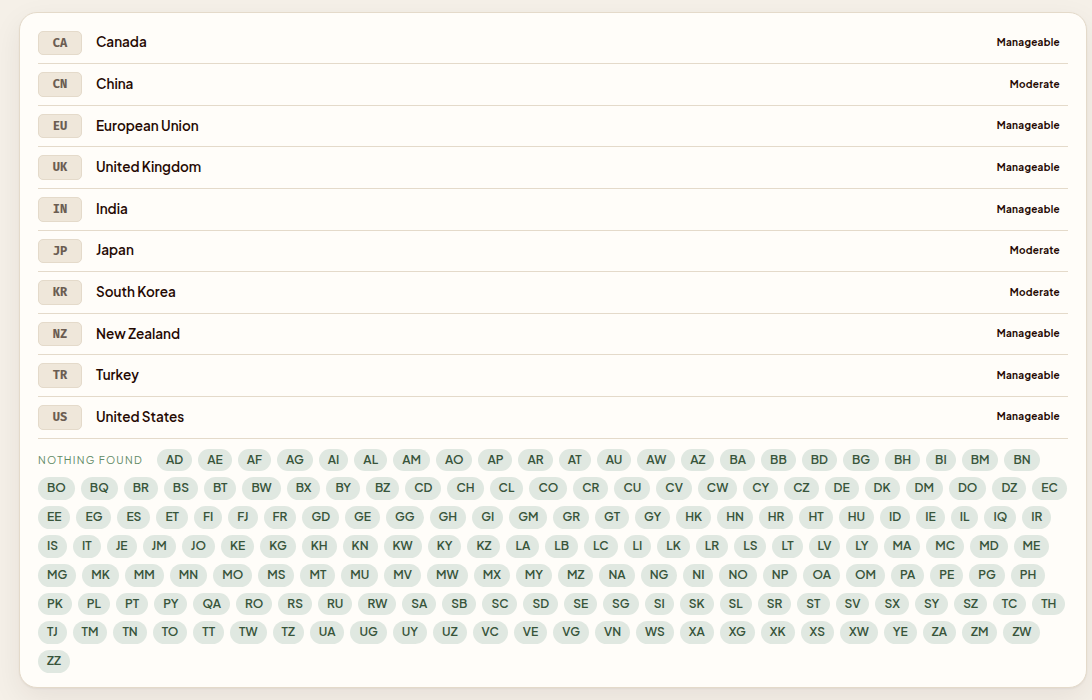 CA Canada Manageable
CN China Moderate
EU European Union Manageable
UK United Kingdom Manageable
IN India Manageable
JP Japan Moderate
KR South Korea Moderate
NZ New Zealand Manageable
TR Turkey Manageable
US United States Manageable
NOTHING FOUND AD AE AF AG AI AL AM AO AP AR AT AU AW AZ BA BB BD BG BH BI BM BN
BO BQ BR BS BT BW BX BY BZ CD CH CL CO CR CU CV CW CY CZ DE DK DM DO DZ EC
EE EG ES ET FI FJ FR GD GE GG GH GI GM GR GT GY HK HN HR HT HU ID IE IL IQ IR
IS IT JE JM JO KE KG KH KN KW KY KZ LA LB LC LI LK LR LS LT LV LY MA MC MD ME
MG MK MM MN MO MS MT MU MV MW MX MY MZ NA NG NI NO NP OA OM PA PE PG PH
PK PL PT PY QA RO RS RU RW SA SB SC SD SE SG SI SK SL SR ST SV SX SY SZ TC TH
TJ TM TN TO TT TW TZ UA UG UY UZ VC VE VG VN WS XA XG XK XS XW YE ZA ZM ZW
ZZ